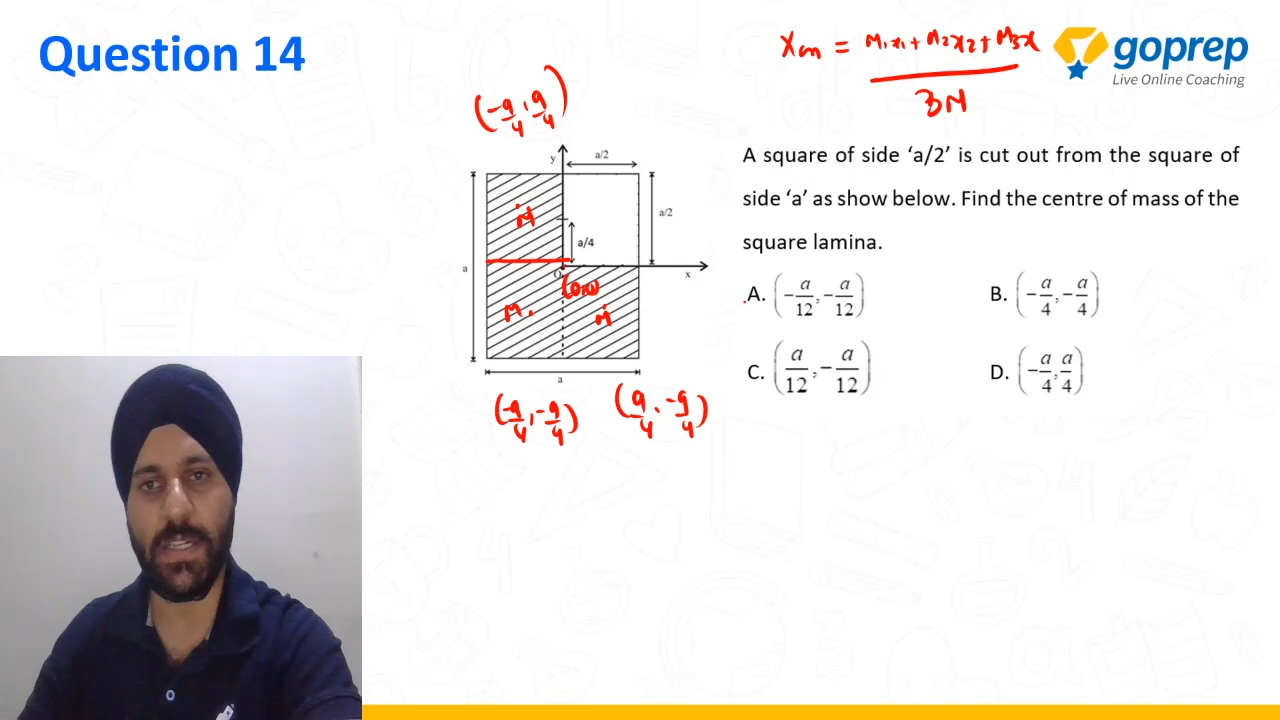 Question 14
Xcm = M₁x₁ + M₂x₂ + M₃x
3M
goprep
Live Online Coaching
(-a/4, a/4)
y
a/2
M
a/2
a/4
a
O
x
M
M
a
(-a/4, -a/4)
(a/4, -a/4)
A square of side ‘a/2’ is cut out from the square of
side ‘a’ as show below. Find the centre of mass of the
square lamina.
A. (-a/12, -a/12)
B. (-a/4, -a/4)
C. (a/12, -a/12)
D. (-a/4, a/4)